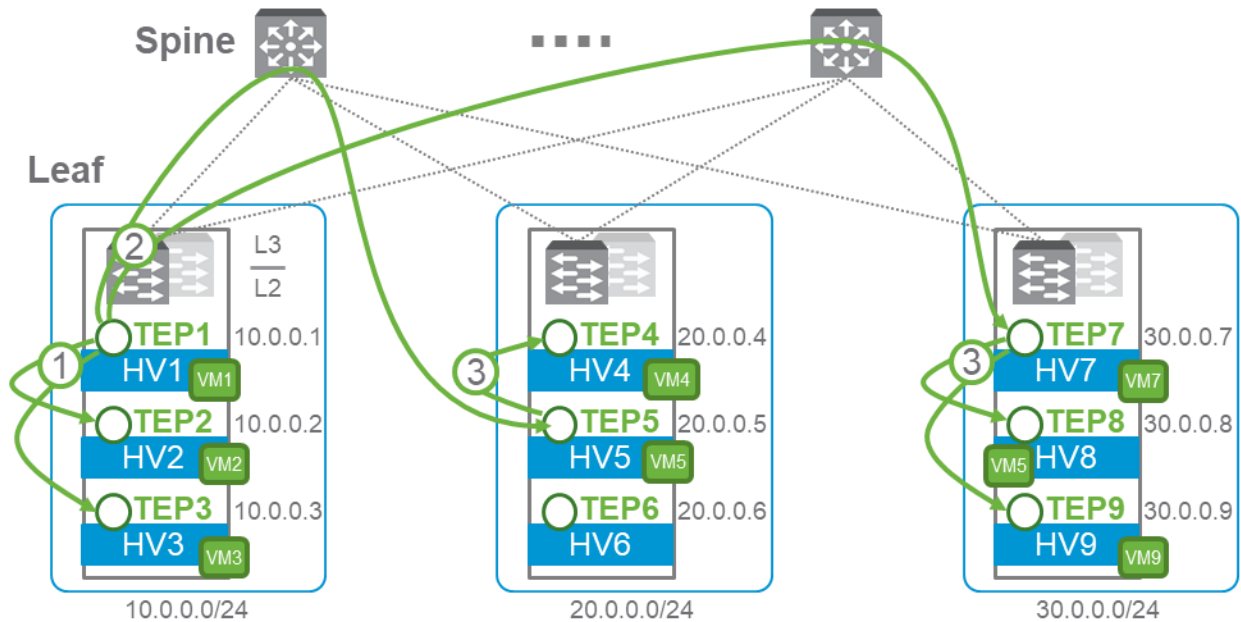 Spine
Leaf
2
L3
L2
1
TEP1
10.0.0.1
HV1
VM1
TEP2
10.0.0.2
HV2
VM2
TEP3
10.0.0.3
HV3
VM3
10.0.0.0/24
3
TEP4
20.0.0.4
HV4
VM4
TEP5
20.0.0.5
HV5
VM5
TEP6
20.0.0.6
HV6
20.0.0.0/24
3
TEP7
30.0.0.7
HV7
VM7
TEP8
30.0.0.8
VM5
HV8
TEP9
30.0.0.9
HV9
VM9
30.0.0.0/24